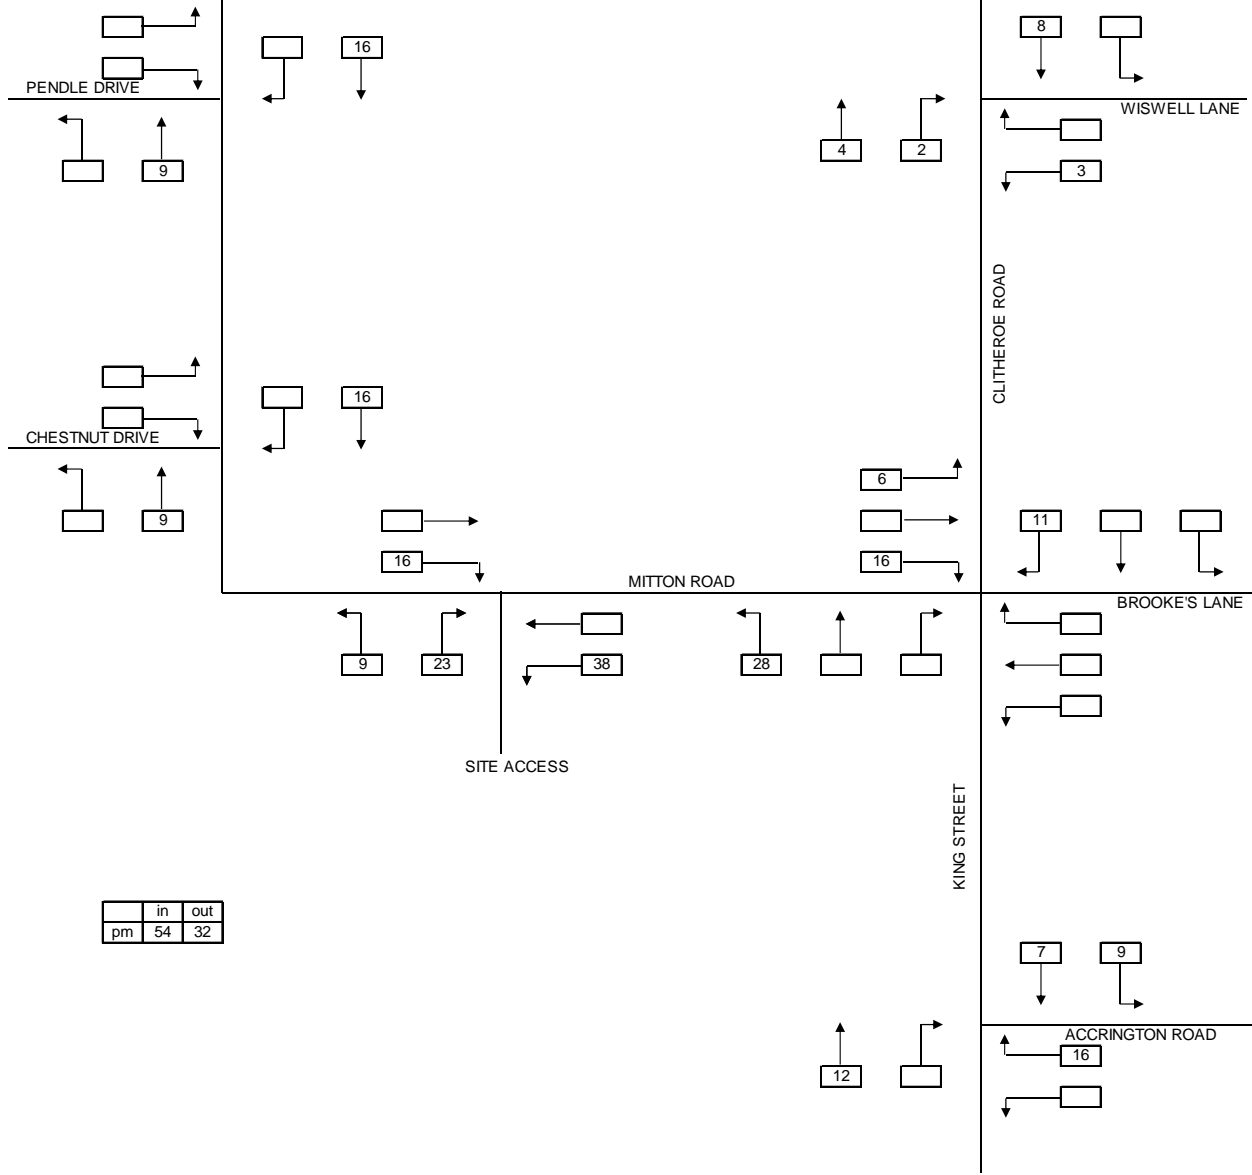 8
16
PENDLE DRIVE
WISWELL LANE
4
2
9
3
CLITHEROE ROAD
16
CHESTNUT DRIVE
6
9
11
16
16
MITTON ROAD
BROOKE'S LANE
9
23
38
28
SITE ACCESS
KING STREET
in out
pm 54 32
7
9
ACCRINGTON ROAD
16
12